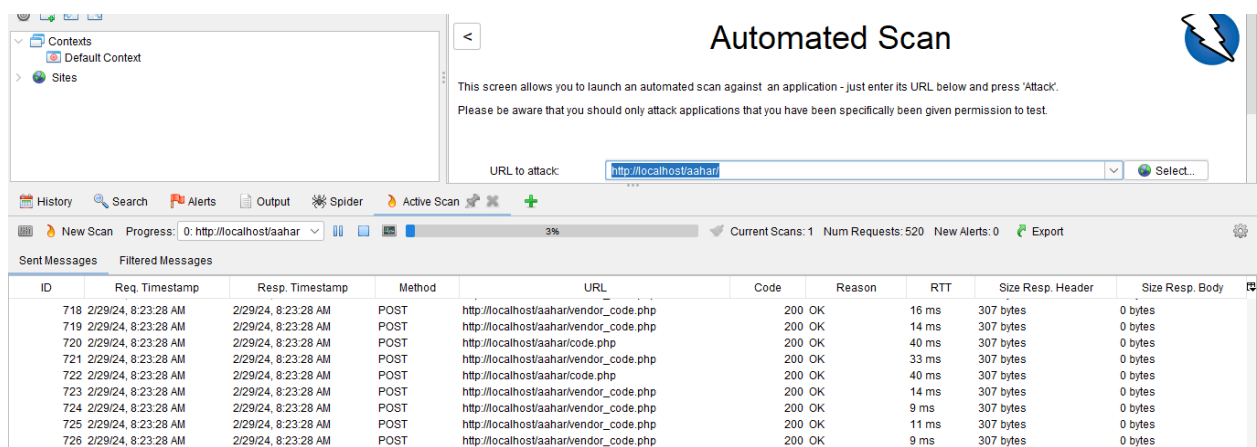 Contexts
Default Context
Sites
<
Automated Scan
This screen allows you to launch an automated scan against an application - just enter its URL below and press 'Attack'.
Please be aware that you should only attack applications that you have been specifically been given permission to test.
URL to attack: http://localhost/aahar/ Select...
History Search Alerts Output Spider Active Scan
New Scan Progress: 0: http://localhost/aahar 3% Current Scans: 1 Num Requests: 520 New Alerts: 0 Export
Sent Messages Filtered Messages
ID Req. Timestamp Resp. Timestamp Method URL Code Reason RTT Size Resp. Header Size Resp. Body
718 2/29/24, 8:23:28 AM 2/29/24, 8:23:28 AM POST http://localhost/aahar/vendor_code.php 200 OK 16 ms 307 bytes 0 bytes
719 2/29/24, 8:23:28 AM 2/29/24, 8:23:28 AM POST http://localhost/aahar/vendor_code.php 200 OK 14 ms 307 bytes 0 bytes
720 2/29/24, 8:23:28 AM 2/29/24, 8:23:28 AM POST http://localhost/aahar/code.php 200 OK 40 ms 307 bytes 0 bytes
721 2/29/24, 8:23:28 AM 2/29/24, 8:23:28 AM POST http://localhost/aahar/vendor_code.php 200 OK 33 ms 307 bytes 0 bytes
722 2/29/24, 8:23:28 AM 2/29/24, 8:23:28 AM POST http://localhost/aahar/code.php 200 OK 40 ms 307 bytes 0 bytes
723 2/29/24, 8:23:28 AM 2/29/24, 8:23:28 AM POST http://localhost/aahar/vendor_code.php 200 OK 14 ms 307 bytes 0 bytes
724 2/29/24, 8:23:28 AM 2/29/24, 8:23:28 AM POST http://localhost/aahar/vendor_code.php 200 OK 9 ms 307 bytes 0 bytes
725 2/29/24, 8:23:28 AM 2/29/24, 8:23:28 AM POST http://localhost/aahar/vendor_code.php 200 OK 11 ms 307 bytes 0 bytes
726 2/29/24, 8:23:28 AM 2/29/24, 8:23:28 AM POST http://localhost/aahar/vendor_code.php 200 OK 9 ms 307 bytes 0 bytes